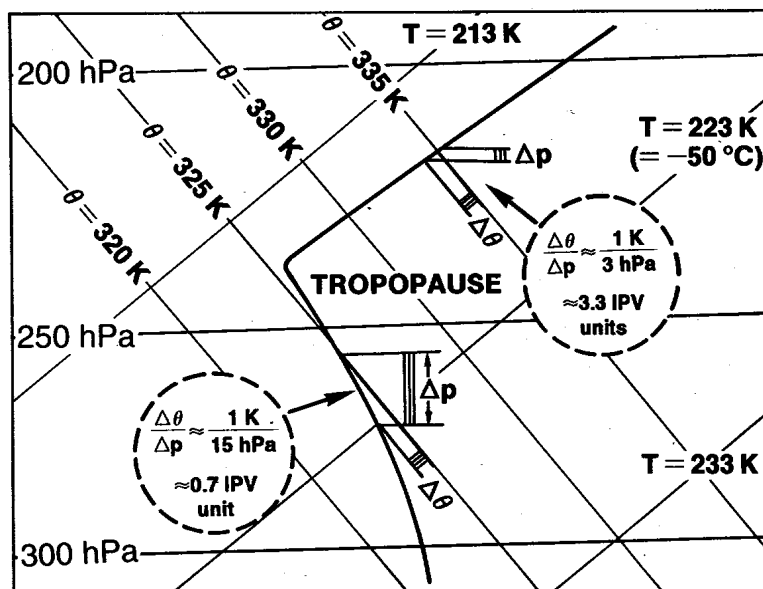 T = 213 K
200 hPa
θ = 335 K
θ = 330 K
θ = 325 K
θ = 320 K
Δp
T = 223 K
(= −50 °C)
Δθ
Δθ/Δp ≈ 1 K/3 hPa
≈3.3 IPV
units
TROPOPAUSE
250 hPa
Δp
Δθ/Δp ≈ 1 K/15 hPa
≈0.7 IPV
unit
Δθ
T = 233 K
300 hPa